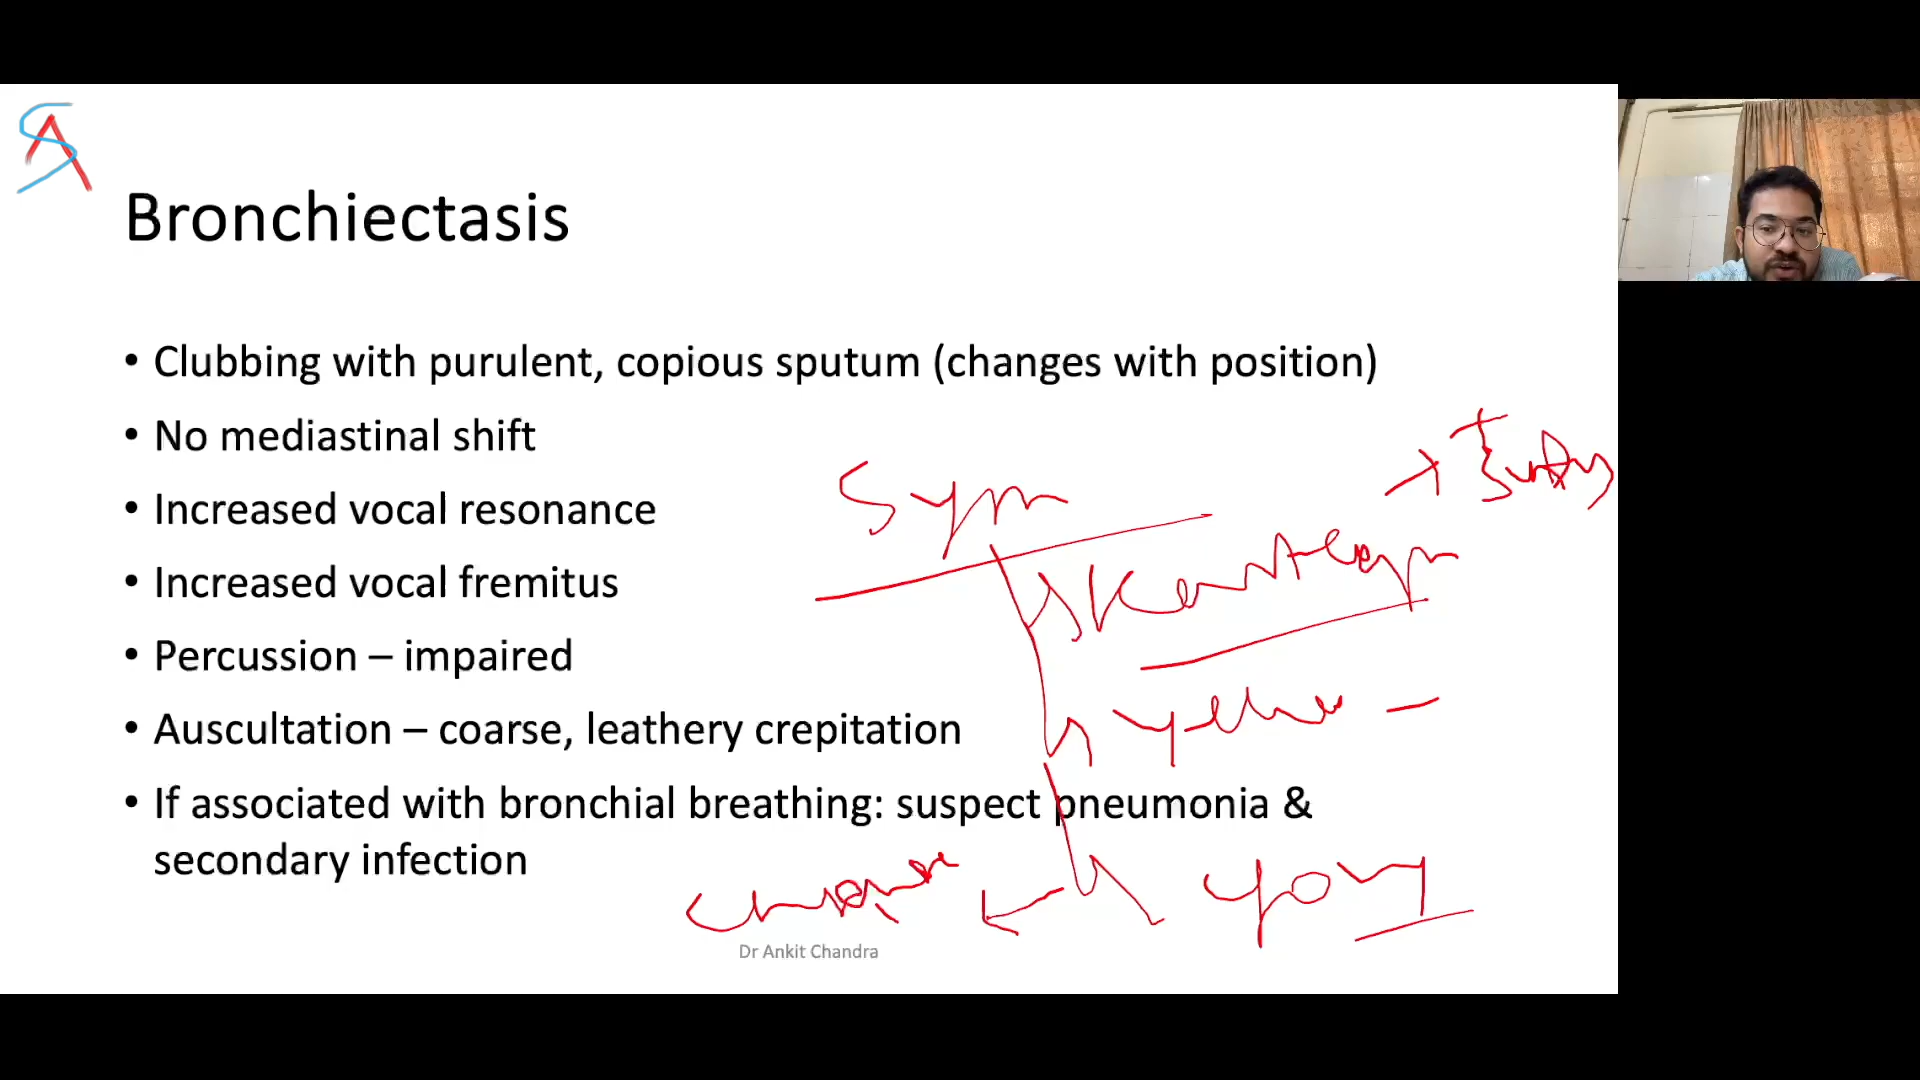 Bronchiectasis
• Clubbing with purulent, copious sputum (changes with position)
• No mediastinal shift
• Increased vocal resonance
• Increased vocal fremitus
• Percussion – impaired
• Auscultation – coarse, leathery crepitation
• If associated with bronchial breathing: suspect pneumonia &
secondary infection
Sym
Dr Ankit Chandra